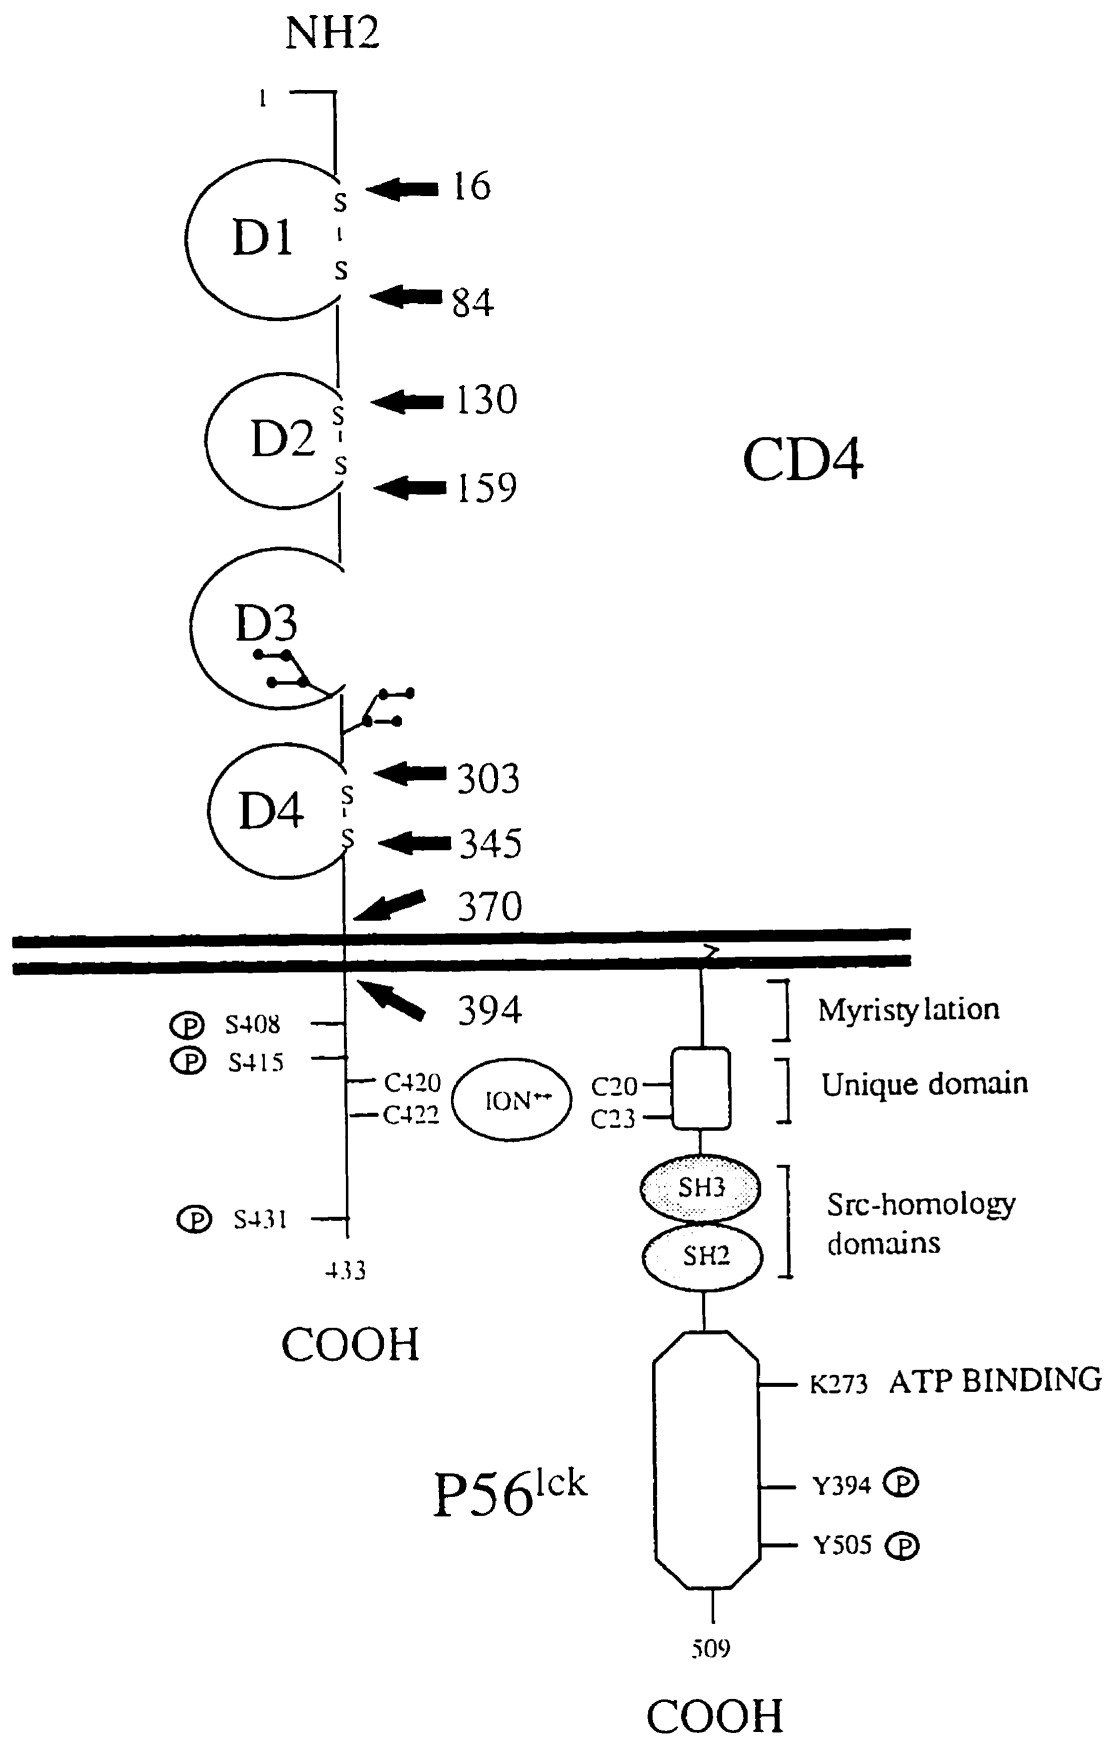 NH2
1
S
16
D1
S
84
130
S
D2
S
159
CD4
D3
303
S
D4
S
345
370
394
Myristylation
P S408
P S415
C420
C422
ION++
C20
C23
Unique domain
SH3
SH2
Src-homology
domains
P S431
433
COOH
K273 ATP BINDING
P56lck
Y394 P
Y505 P
509
COOH